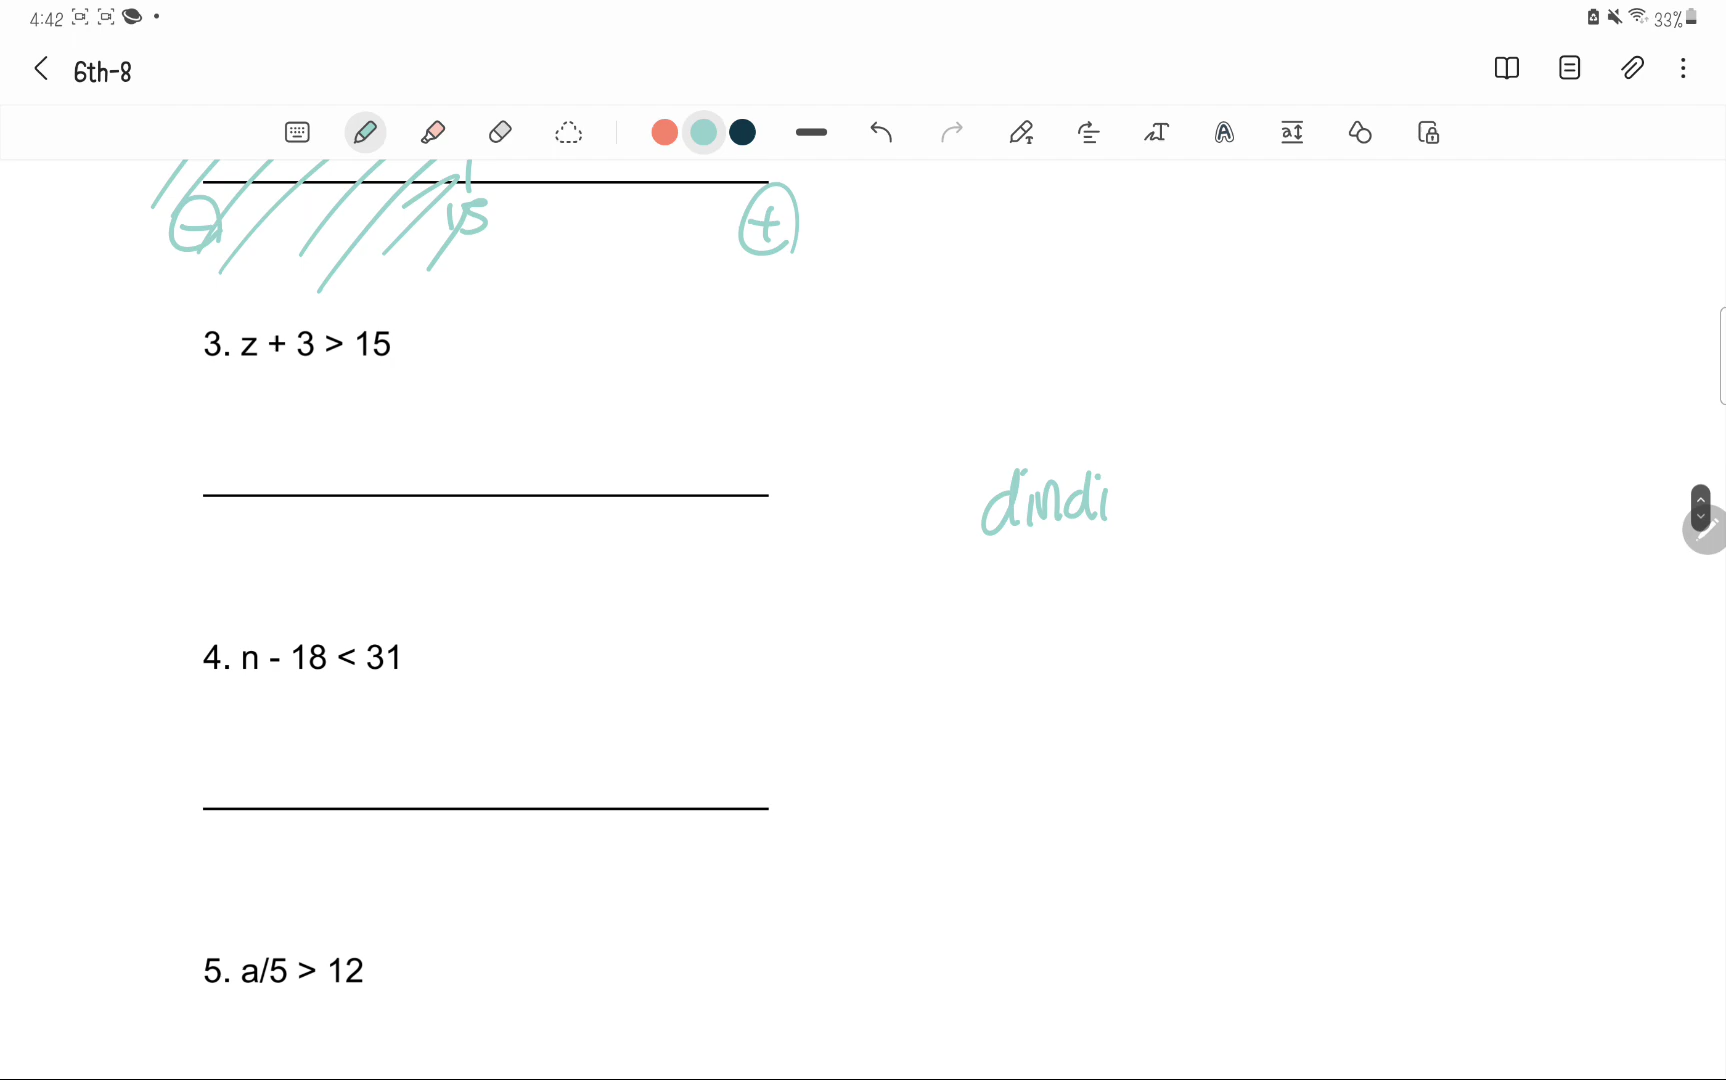 4:42
33%
6th-8
15
- +
3. z + 3 > 15
dindi
4. n - 18 < 31
5. a/5 > 12